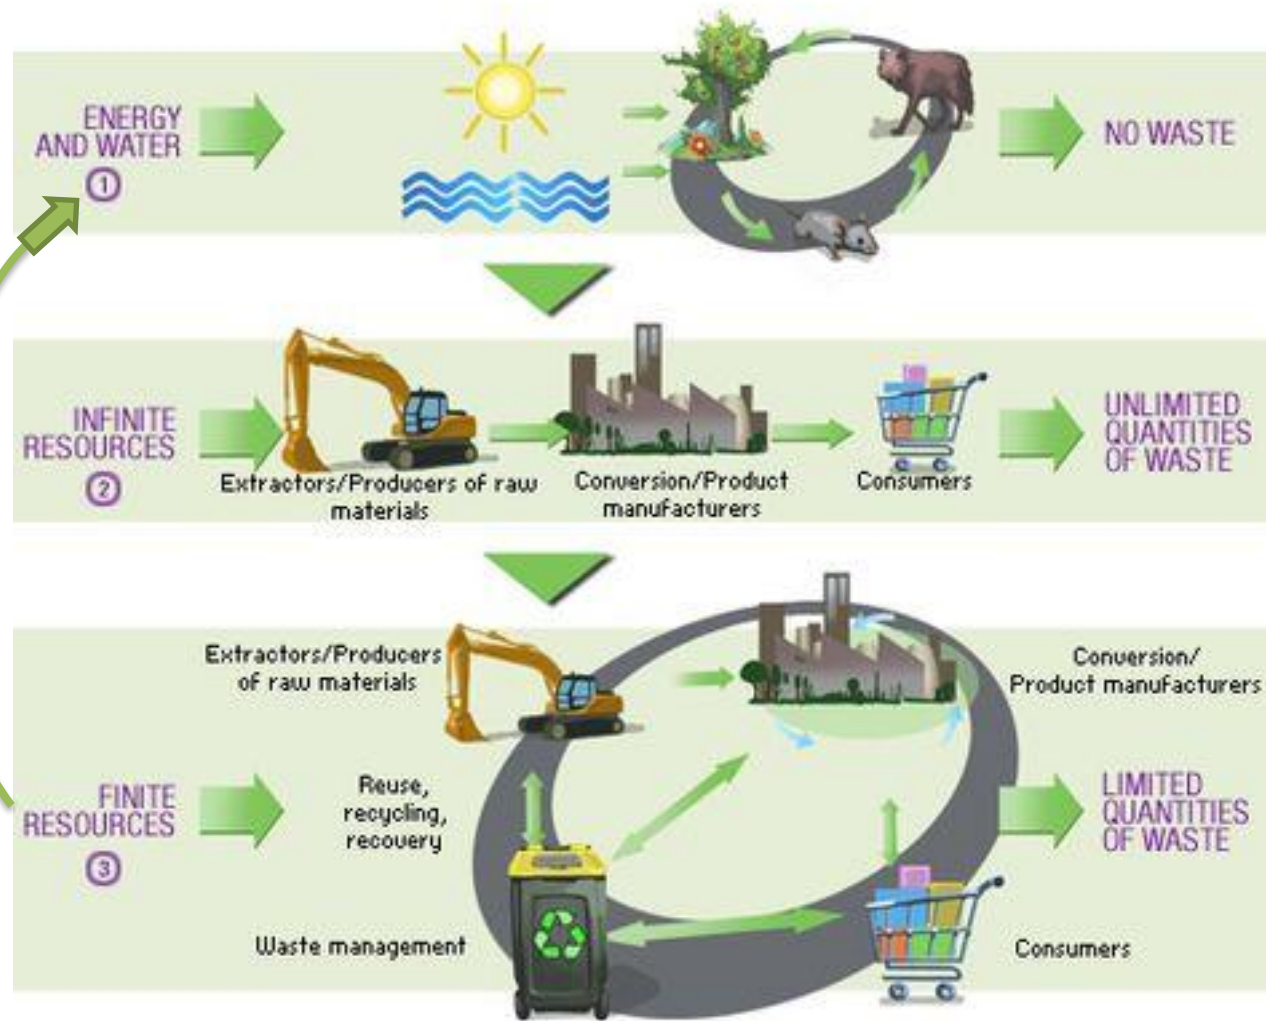 ENERGY
AND WATER
1
NO WASTE
INFINITE
RESOURCES
2
Extractors/Producers of raw
materials
Conversion/Product
manufacturers
Consumers
UNLIMITED
QUANTITIES
OF WASTE
Extractors/Producers
of raw materials
Conversion/
Product manufacturers
FINITE
RESOURCES
3
Reuse,
recycling,
recovery
LIMITED
QUANTITIES
OF WASTE
Waste management
Consumers